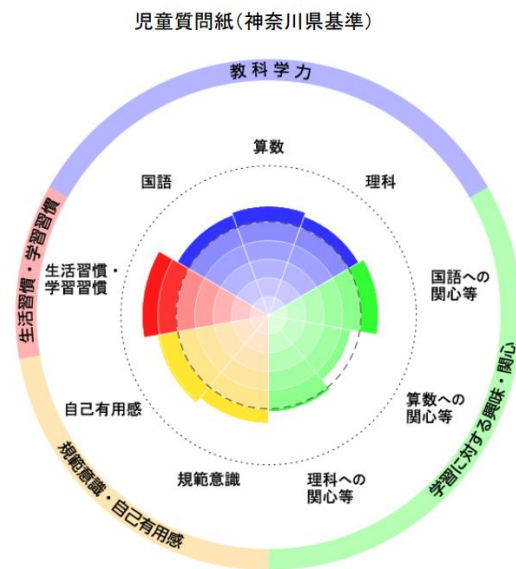 児童質問紙(神奈川県基準)
教科学力
算数
国語
理科
生活習慣・学習習慣
生活習慣・
学習習慣
国語への
関心等
自己有用感
算数への
関心等
学習に対する興味・関心
規範意識
理科への
関心等
規範意識・自己有用感